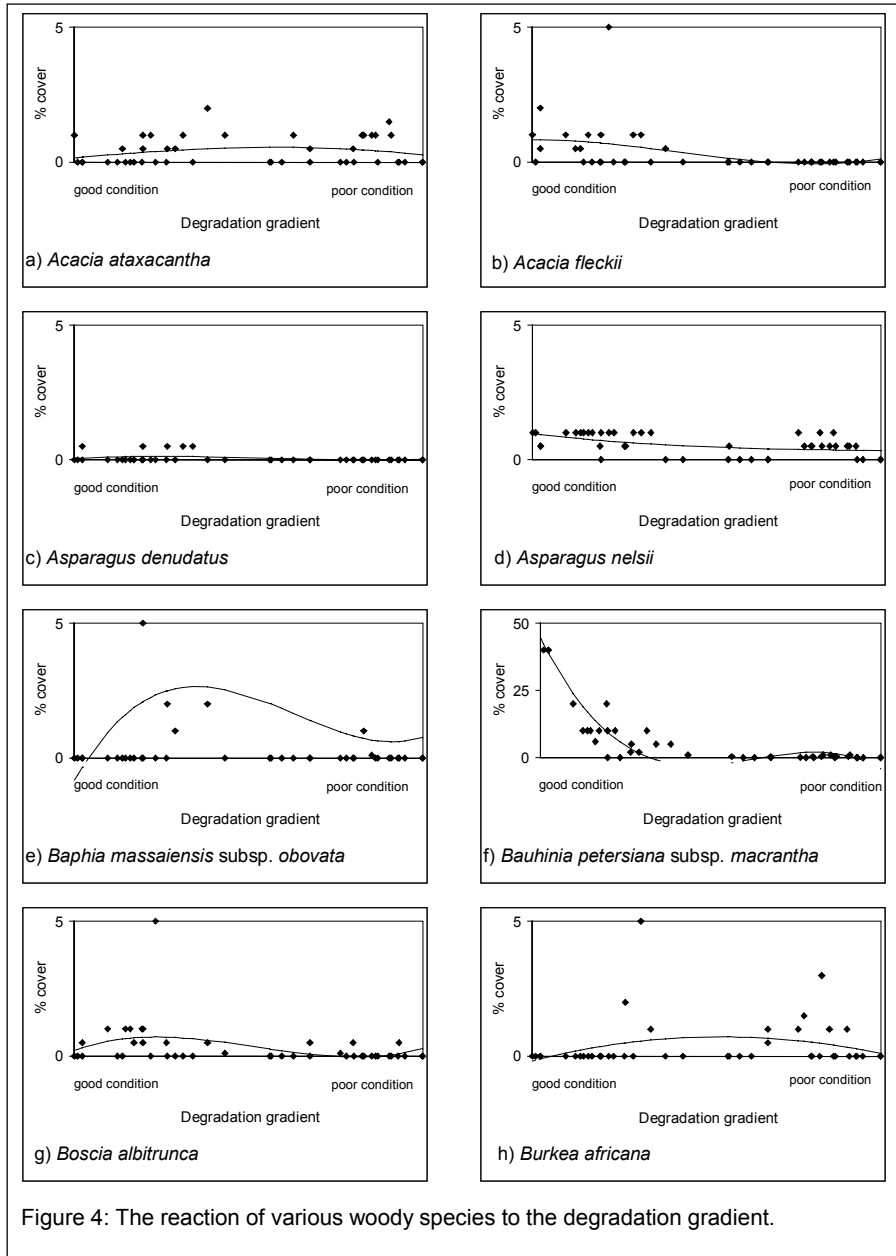 5
% cover
0
good condition
poor condition
Degradation gradient
a) Acacia ataxacantha
5
% cover
0
good condition
poor condition
Degradation gradient
b) Acacia fleckii
5
% cover
0
good condition
poor condition
Degradation gradient
c) Asparagus denudatus
5
% cover
0
good condition
poor condition
Degradation gradient
d) Asparagus nelsii
5
% cover
0
good condition
poor condition
Degradation gradient
e) Baphia massaiensis subsp. obovata
50
25
% cover
0
good condition
poor condition
Degradation gradient
f) Bauhinia petersiana subsp. macrantha
5
% cover
0
good condition
poor condition
Degradation gradient
g) Boscia albitrunca
5
% cover
0
good condition
poor condition
Degradation gradient
h) Burkea africana
Figure 4: The reaction of various woody species to the degradation gradient.